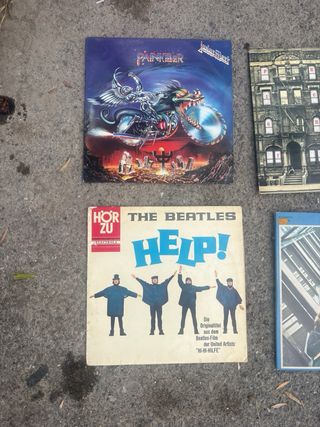 PAINKILLER
Judas Priest
HÖR
ZU
THE BEATLES
HELP!
Die
Originaltitel
aus dem
Beatles-Film
der United Artists:
"HI-HI-HILFE"